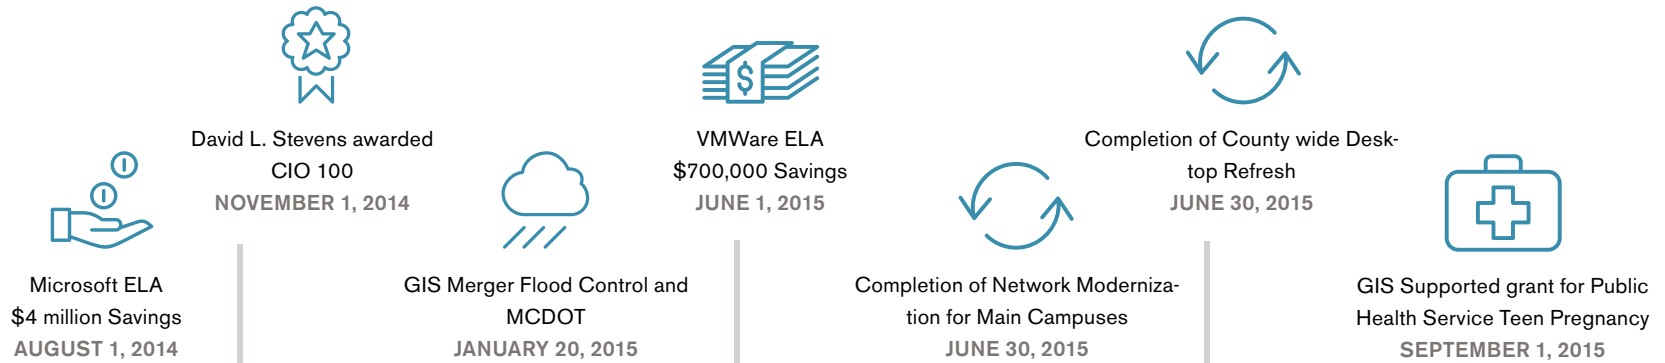 Microsoft ELA
$4 million Savings
AUGUST 1, 2014
David L. Stevens awarded
CIO 100
NOVEMBER 1, 2014
GIS Merger Flood Control and
MCDOT
JANUARY 20, 2015
$
VMWare ELA
$700,000 Savings
JUNE 1, 2015
Completion of Network Moderniza-
tion for Main Campuses
JUNE 30, 2015
Completion of County wide Desk-
top Refresh
JUNE 30, 2015
GIS Supported grant for Public
Health Service Teen Pregnancy
SEPTEMBER 1, 2015